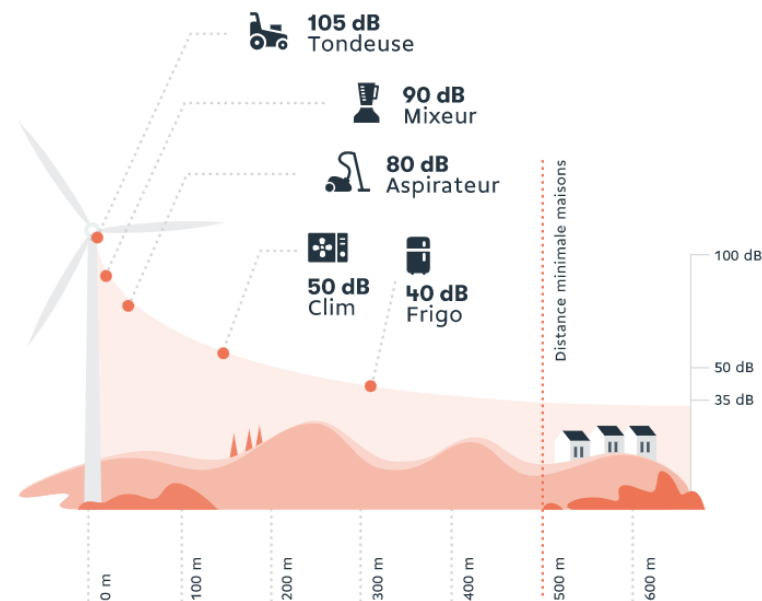 105 dB
Tondeuse
90 dB
Mixeur
80 dB
Aspirateur
50 dB
Clim
40 dB
Frigo
Distance minimale maisons
100 dB
50 dB
35 dB
0 m
100 m
200 m
300 m
400 m
500 m
600 m